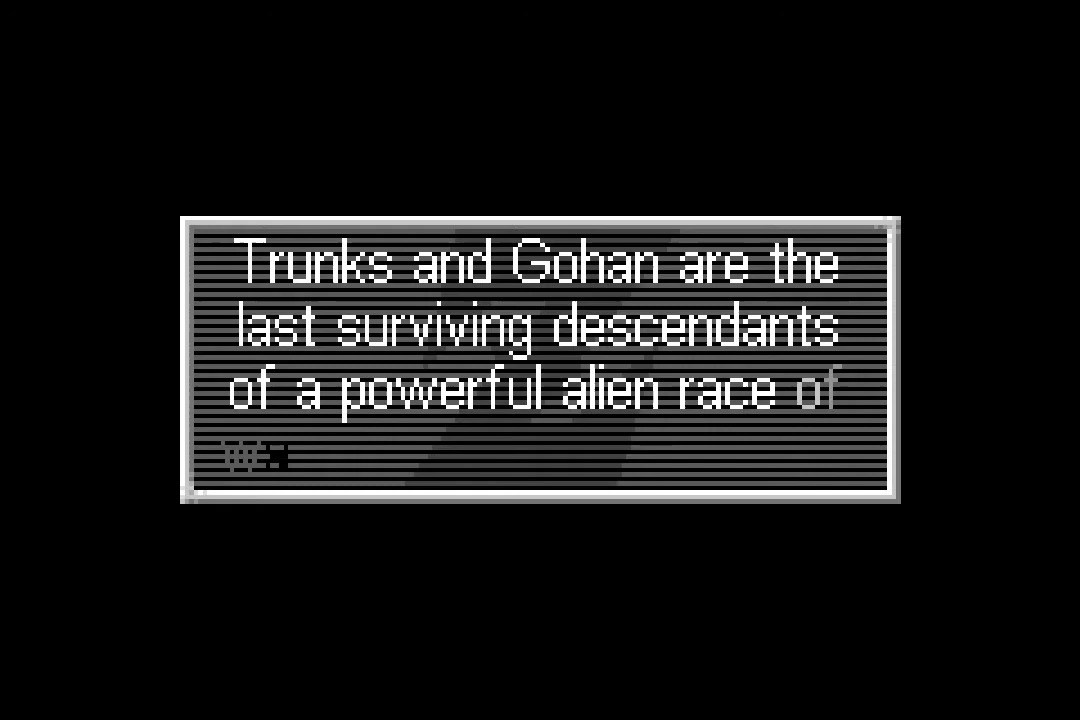 Trunks and Gohan are the
last surviving descendants
of a powerful alien race of